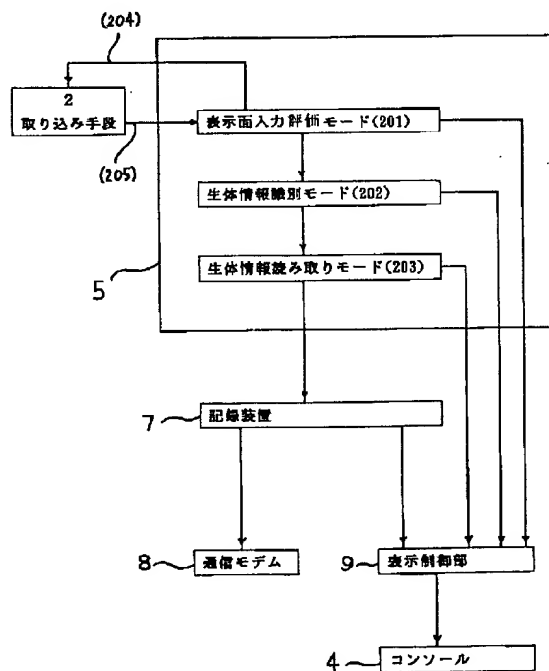 (204)
2
取り込み手段
(205)
表示面入力評価モード(201)
生体情報識別モード(202)
生体情報読み取りモード(203)
5
7
記録装置
8
通信モデム
9
表示制御部
4
コンソール